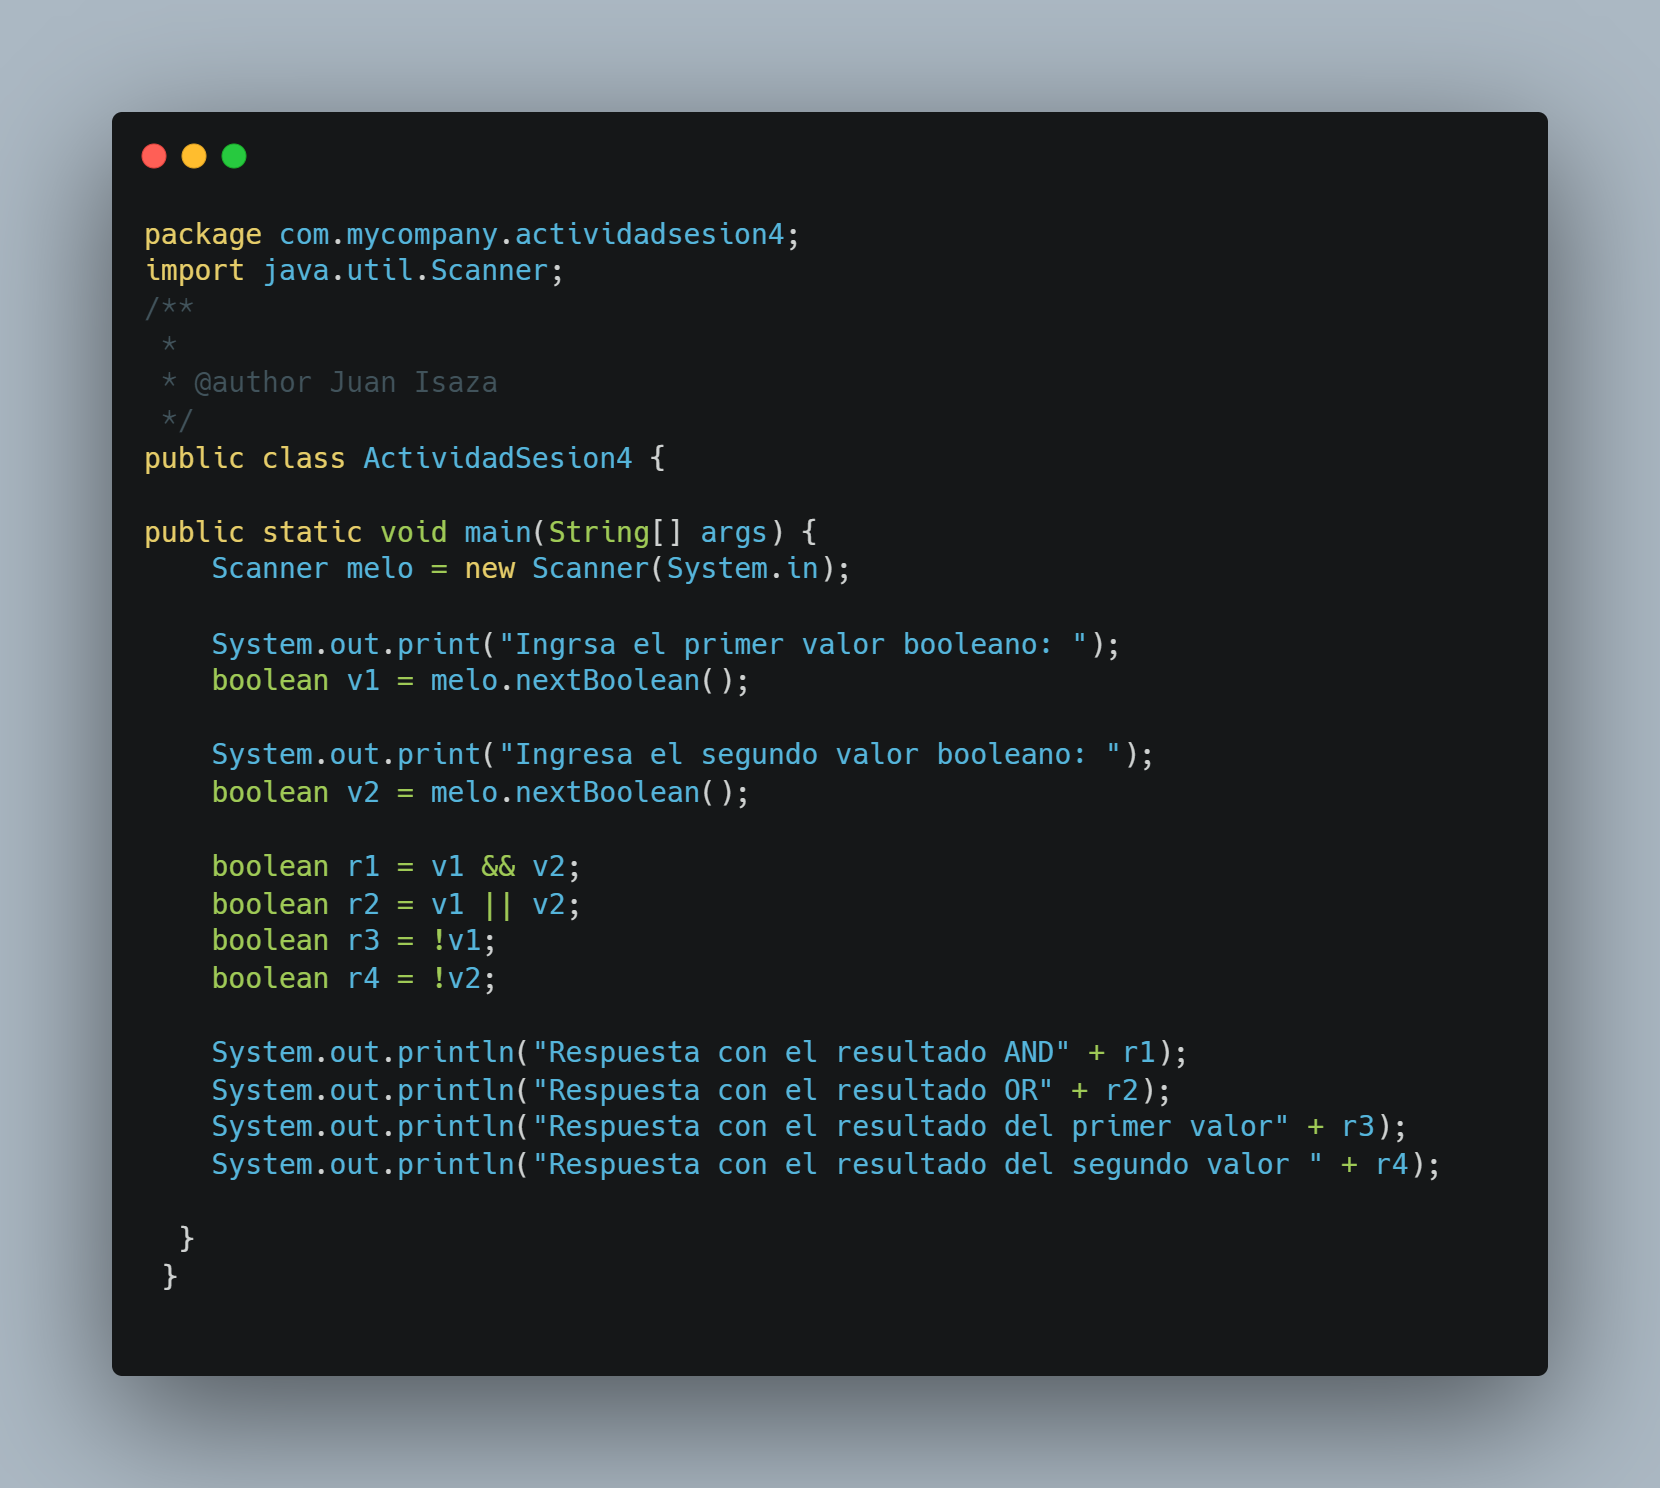 package com.mycompany.actividadsesion4;
import java.util.Scanner;
/**
 *
 * @author Juan Isaza
 */
public class ActividadSesion4 {

public static void main(String[] args) {
    Scanner melo = new Scanner(System.in);

    System.out.print("Ingrsa el primer valor booleano: ");
    boolean v1 = melo.nextBoolean();

    System.out.print("Ingresa el segundo valor booleano: ");
    boolean v2 = melo.nextBoolean();

    boolean r1 = v1 && v2;
    boolean r2 = v1 || v2;
    boolean r3 = !v1;
    boolean r4 = !v2;

    System.out.println("Respuesta con el resultado AND" + r1);
    System.out.println("Respuesta con el resultado OR" + r2);
    System.out.println("Respuesta con el resultado del primer valor" + r3);
    System.out.println("Respuesta con el resultado del segundo valor " + r4);

  }
 }